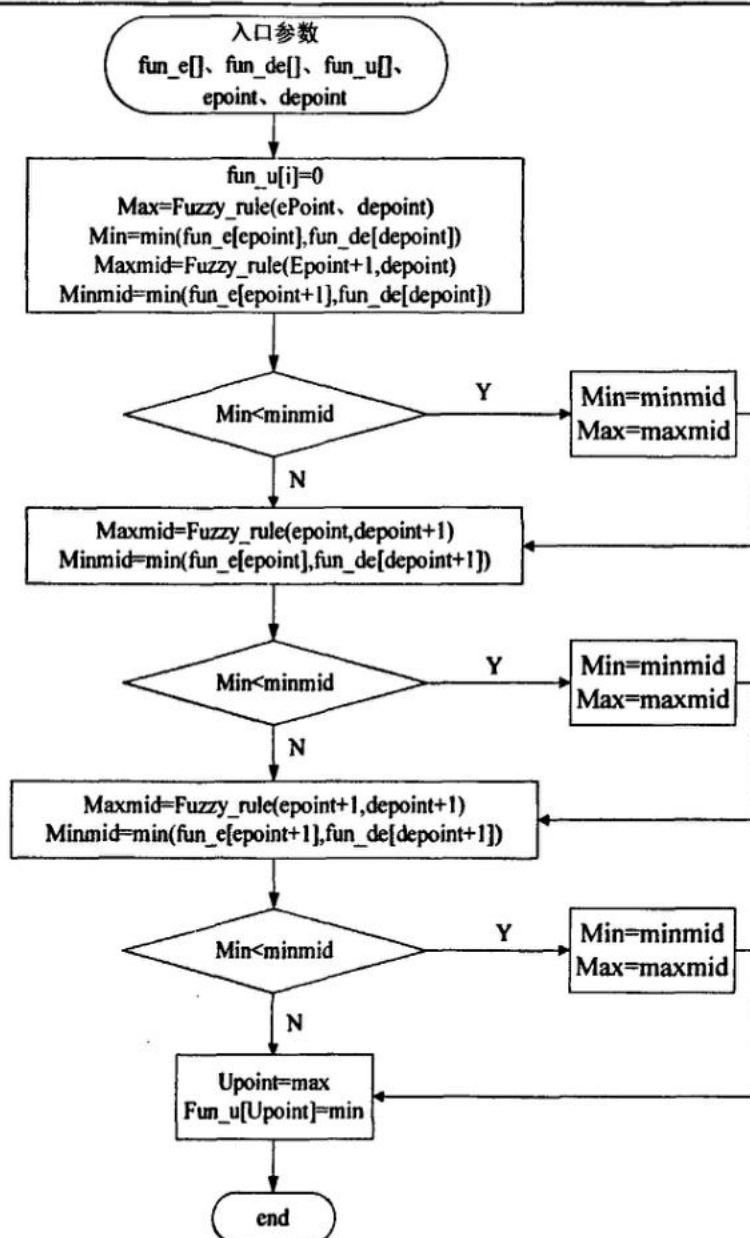 入口参数
fun_e[]、fun_de[]、fun_u[]、
epoint、depoint
fun_u[i]=0
Max=Fuzzy_rule(ePoint、depoint)
Min=min(fun_e[epoint],fun_de[depoint])
Maxmid=Fuzzy_rule(Epoint+1,depoint)
Minmid=min(fun_e[epoint+1],fun_de[depoint])
Min<minmid
Y
Min=minmid
Max=maxmid
N
Maxmid=Fuzzy_rule(epoint,depoint+1)
Minmid=min(fun_e[epoint],fun_de[depoint+1])
Min<minmid
Y
Min=minmid
Max=maxmid
N
Maxmid=Fuzzy_rule(epoint+1,depoint+1)
Minmid=min(fun_e[epoint+1],fun_de[depoint+1])
Min<minmid
Y
Min=minmid
Max=maxmid
N
Upoint=max
Fun_u[Upoint]=min
end